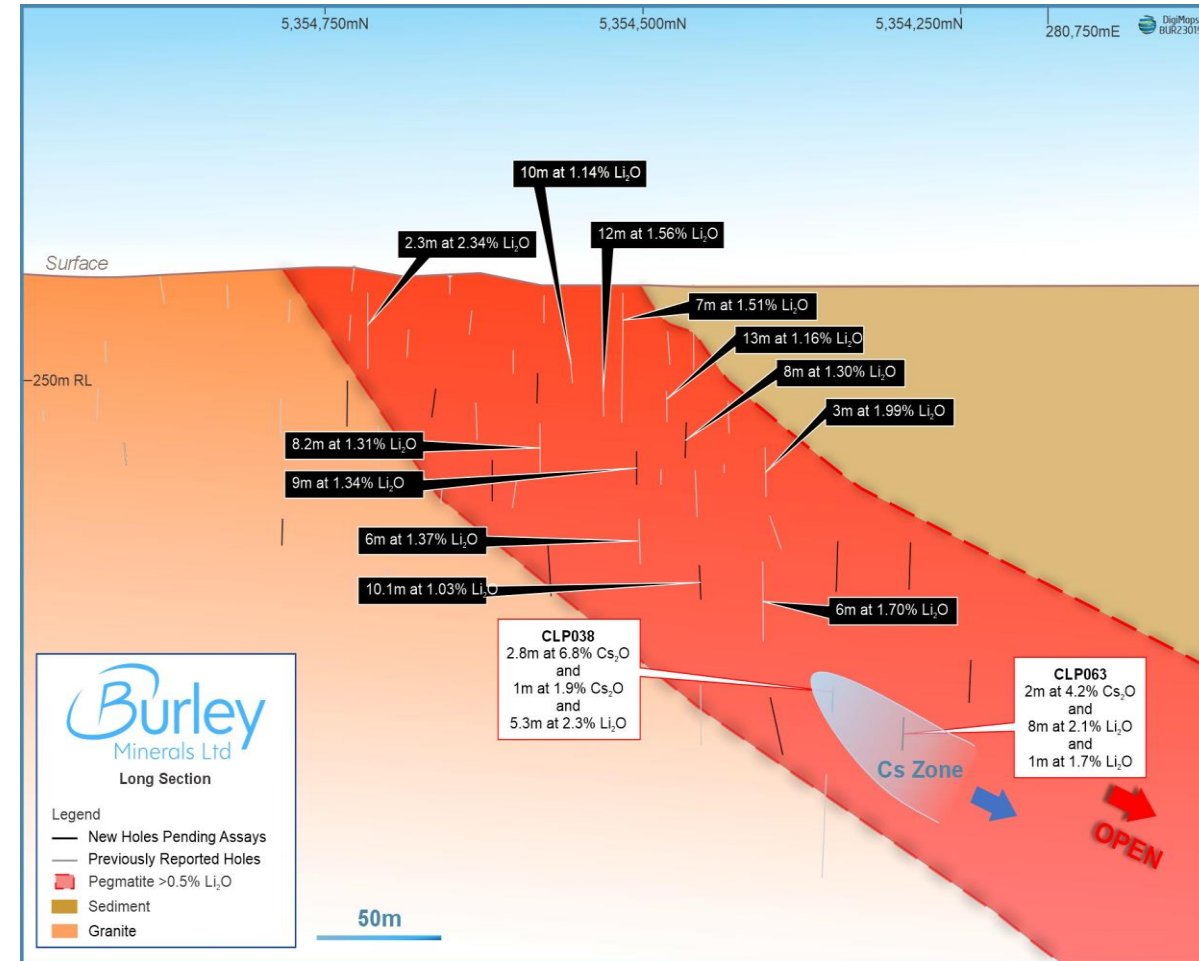 5,354,750mN
5,354,500mN
5,354,250mN
280,750mE
DigiMaps
BUR23019
10m at 1.14% Li₂O
12m at 1.56% Li₂O
2.3m at 2.34% Li₂O
Surface
7m at 1.51% Li₂O
13m at 1.16% Li₂O
8m at 1.30% Li₂O
250m RL
3m at 1.99% Li₂O
8.2m at 1.31% Li₂O
9m at 1.34% Li₂O
6m at 1.37% Li₂O
10.1m at 1.03% Li₂O
6m at 1.70% Li₂O
CLP038
2.8m at 6.8% Cs₂O
and
1m at 1.9% Cs₂O
and
5.3m at 2.3% Li₂O
CLP063
2m at 4.2% Cs₂O
and
8m at 2.1% Li₂O
and
1m at 1.7% Li₂O
Cs Zone
OPEN
Burley
Minerals Ltd
Long Section
Legend
New Holes Pending Assays
Previously Reported Holes
Pegmatite >0.5% Li₂O
Sediment
Granite
50m